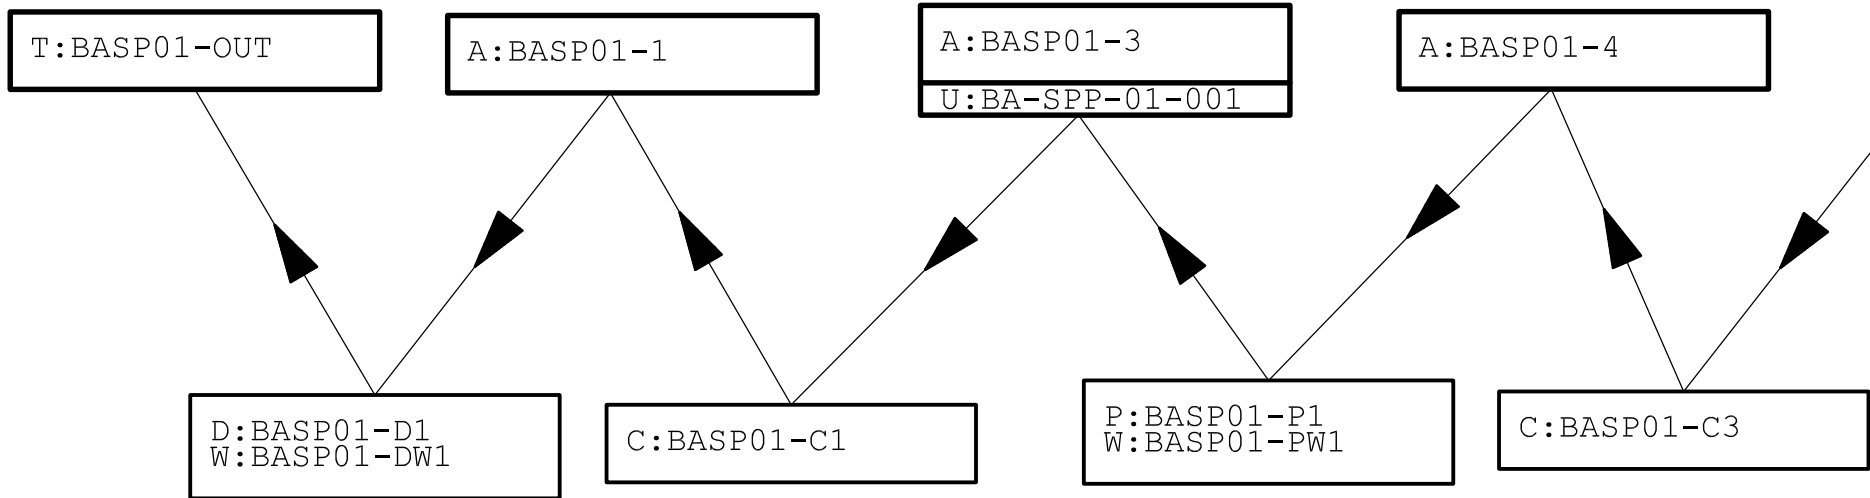 T:BASP01-OUT
A:BASP01-1
A:BASP01-3
U:BA-SPP-01-001
A:BASP01-4
D:BASP01-D1
W:BASP01-DW1
C:BASP01-C1
P:BASP01-P1
W:BASP01-PW1
C:BASP01-C3